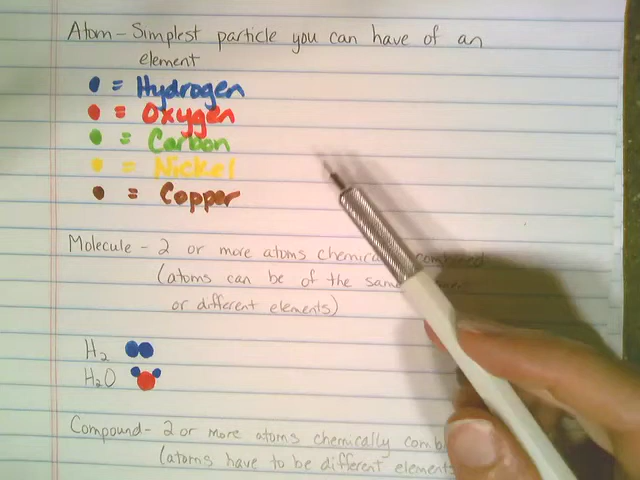 Atom - Simplest particle you can have of an
element
= Hydrogen
= Oxygen
= Carbon
= Nickel
= Copper
Molecule - 2 or more atoms combined
(atoms can be of the
or different elements)
H₂
H₂O
Compound - 2 or more atoms chemically
(atoms have to be different